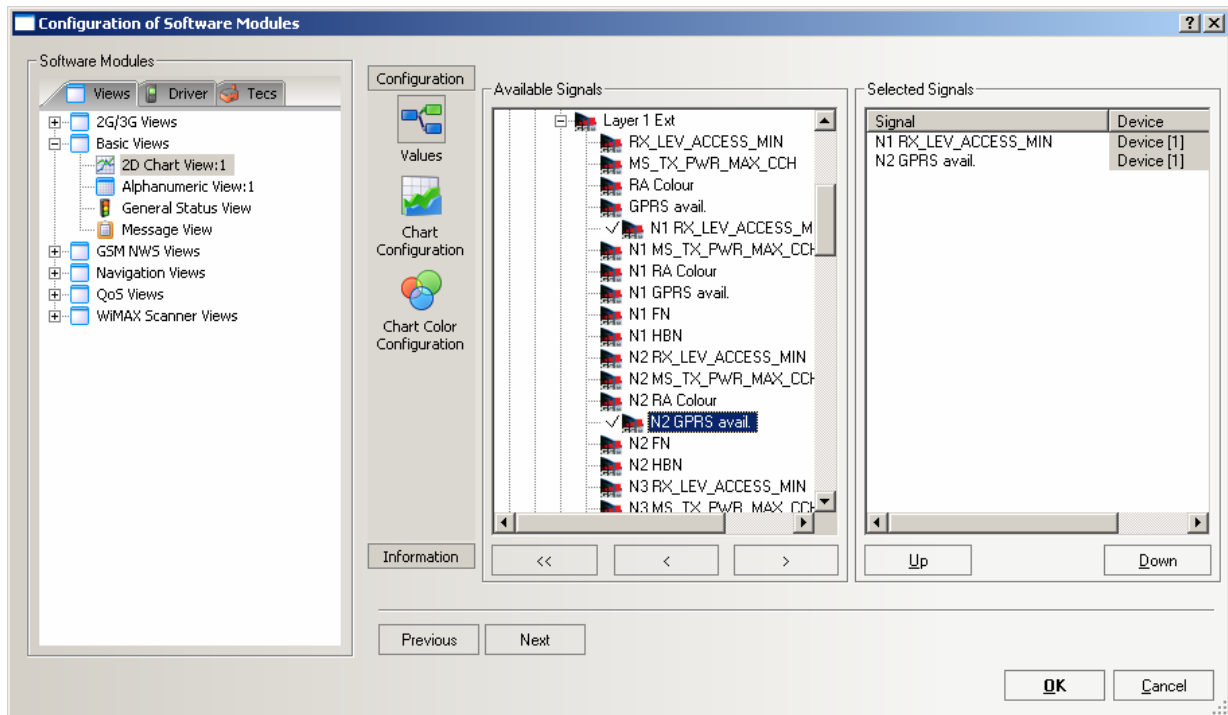 Configuration of Software Modules
Software Modules
Views
Driver
Tecs
2G/3G Views
Basic Views
2D Chart View:1
Alphanumeric View:1
General Status View
Message View
GSM NWS Views
Navigation Views
QoS Views
WiMAX Scanner Views
Configuration
Values
Chart
Configuration
Chart Color
Configuration
Information
Available Signals
Layer 1 Ext
RX_LEV_ACCESS_MIN
MS_TX_PWR_MAX_CCH
RA Colour
GPRS avail.
N1 RX_LEV_ACCESS_M
N1 MS_TX_PWR_MAX_CCH
N1 RA Colour
N1 GPRS avail.
N1 FN
N1 HBN
N2 RX_LEV_ACCESS_MIN
N2 MS_TX_PWR_MAX_CCH
N2 RA Colour
N2 GPRS avail.
N2 FN
N2 HBN
N3 RX_LEV_ACCESS_MIN
N3 MS_TX_PWR_MAX_CCH
<< < >
Selected Signals
Signal Device
N1 RX_LEV_ACCESS_MIN Device [1]
N2 GPRS avail. Device [1]
Up Down
Previous Next
OK Cancel